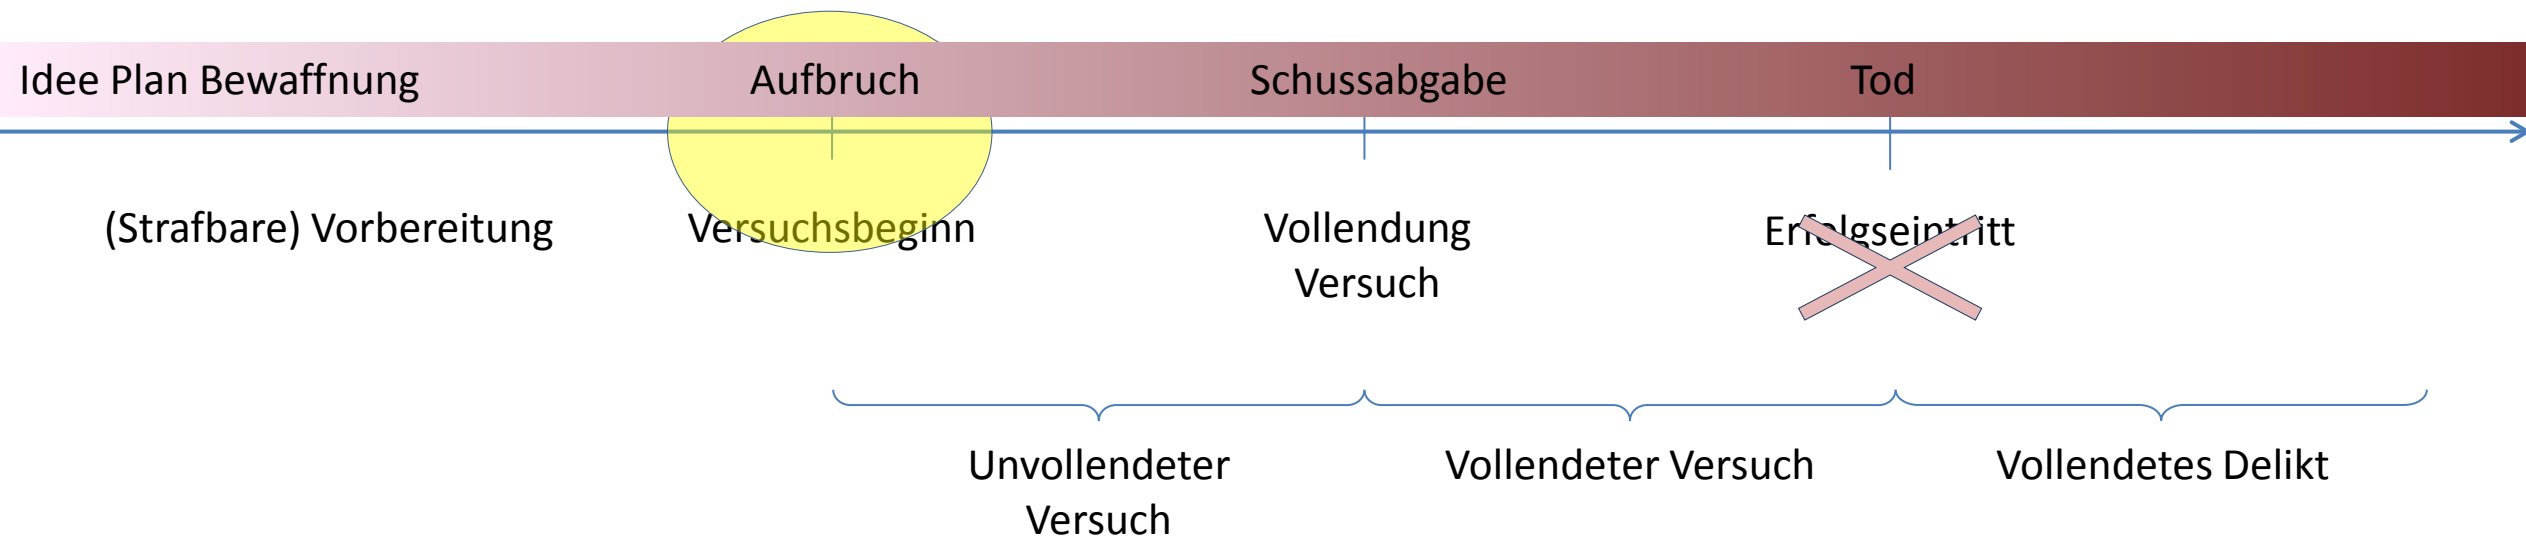 Idee Plan Bewaffnung Aufbruch Schussabgabe Tod
(Strafbare) Vorbereitung Versuchsbeginn Vollendung Erfolgseintritt
Versuch
Unvollendeter Vollendeter Versuch Vollendetes Delikt
Versuch